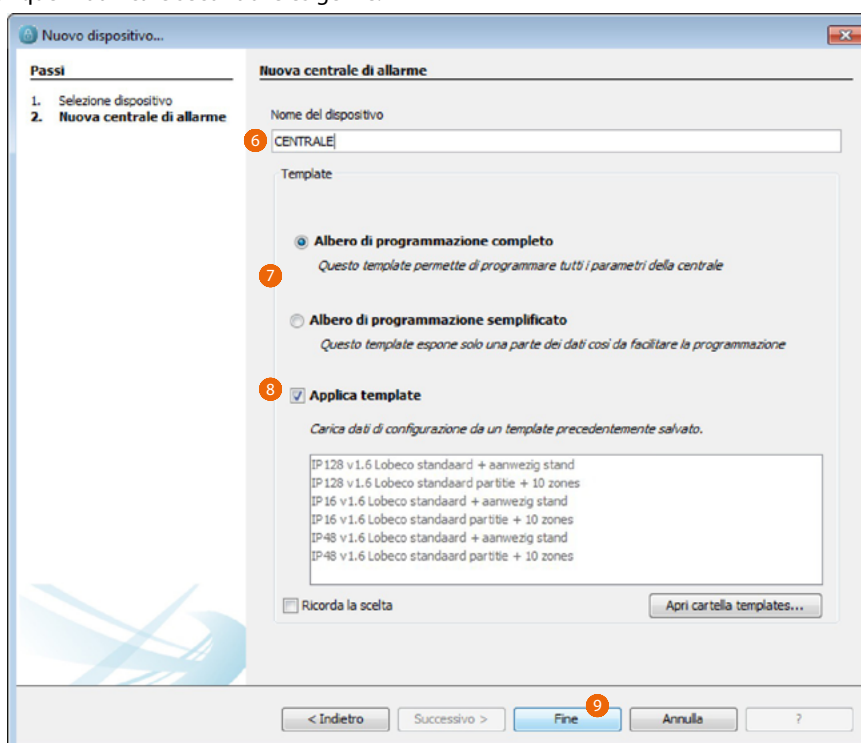 Nuovo dispositivo...
Passi
1. Selezione dispositivo
2. Nuova centrale di allarme
Nuova centrale di allarme
Nome del dispositivo
6 CENTRALE
Template
Albero di programmazione completo
Questo template permette di programmare tutti i parametri della centrale
7
Albero di programmazione semplificato
Questo template espone solo una parte dei dati così da facilitare la programmazione
8 Applica template
Carica dati di configurazione da un template precedentemente salvato.
IP128 v1.6 Lobeco standaard + aanwezig stand
IP128 v1.6 Lobeco standaard partitie + 10 zones
IP16 v1.6 Lobeco standaard + aanwezig stand
IP16 v1.6 Lobeco standaard partitie + 10 zones
IP48 v1.6 Lobeco standaard + aanwezig stand
IP48 v1.6 Lobeco standaard partitie + 10 zones
Ricorda la scelta
Apri cartella templates...
9
< Indietro
Successivo >
Fine
Annulla
?